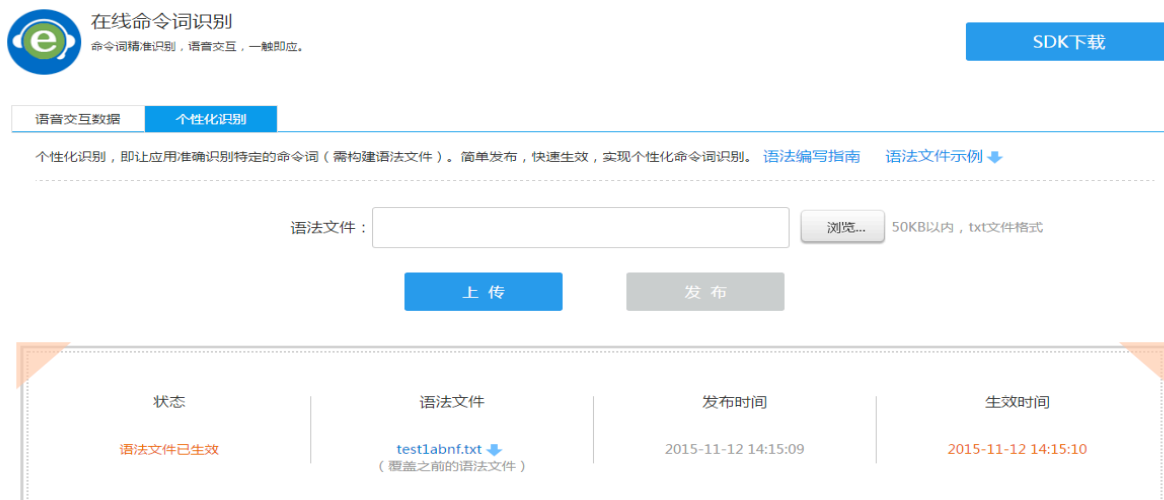 在线命令词识别
命令词精准识别，语音交互，一触即应。
SDK下载
语音交互数据 个性化识别
个性化识别，即让应用准确识别特定的命令词（需构建语法文件）。简单发布，快速生效，实现个性化命令词识别。 语法编写指南 语法文件示例
语法文件： 浏览... 50KB以内，txt文件格式
上 传 发 布
状态 语法文件 发布时间 生效时间
语法文件已生效 test1abnf.txt 2015-11-12 14:15:09 2015-11-12 14:15:10
（覆盖之前的语法文件）